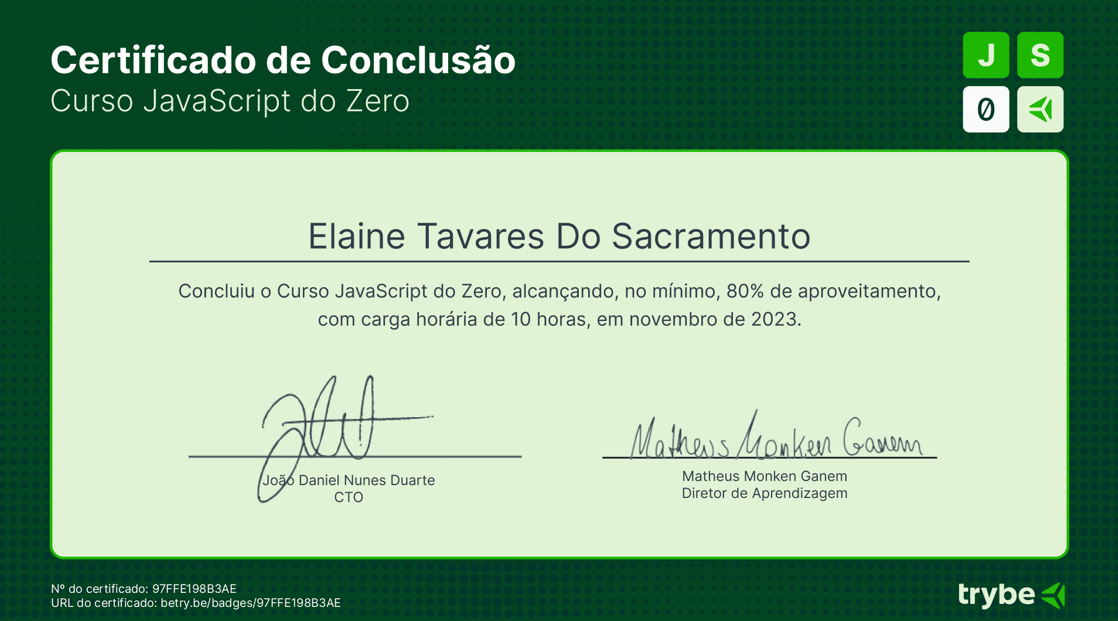 Certificado de Conclusão
Curso JavaScript do Zero
J S
0
Elaine Tavares Do Sacramento
Concluiu o Curso JavaScript do Zero, alcançando, no mínimo, 80% de aproveitamento,
com carga horária de 10 horas, em novembro de 2023.
Matheus Monken Ganem
João Daniel Nunes Duarte
CTO
Matheus Monken Ganem
Diretor de Aprendizagem
Nº do certificado: 97FFE198B3AE
URL do certificado: betry.be/badges/97FFE198B3AE
trybe